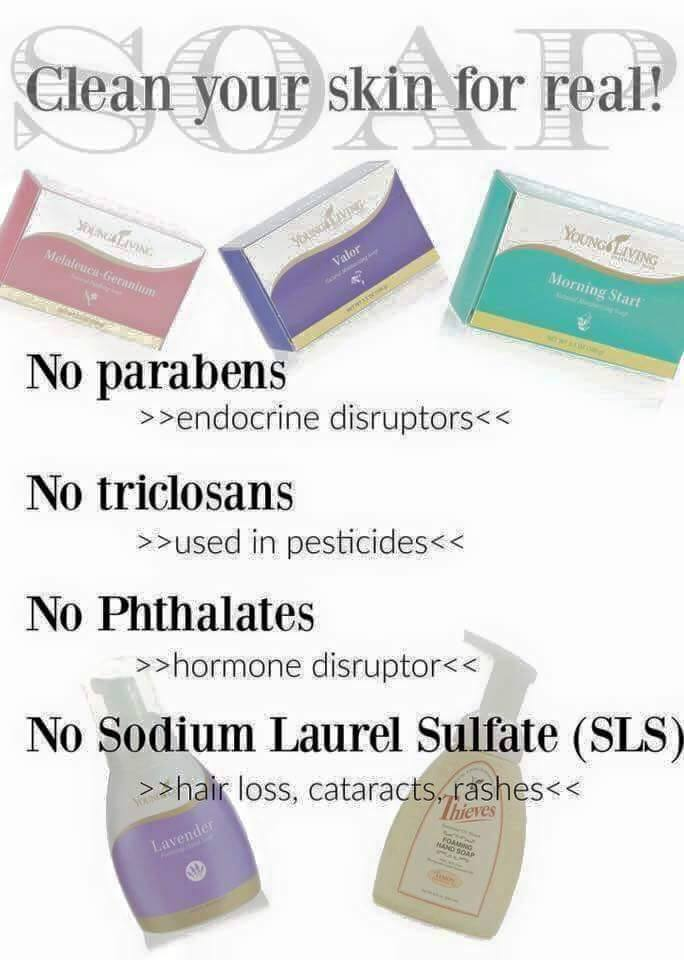 SOAP
Clean your skin for real!
YOUNG LIVING
Melaleuca-Geranium
YOUNG LIVING
Valor
YOUNG LIVING
Morning Start
No parabens
>>endocrine disruptors<<
No triclosans
>>used in pesticides<<
No Phthalates
>>hormone disruptor<<
No Sodium Laurel Sulfate (SLS)
>>hair loss, cataracts, rashes<<
Lavender
Thieves
FOAMING
HAND SOAP